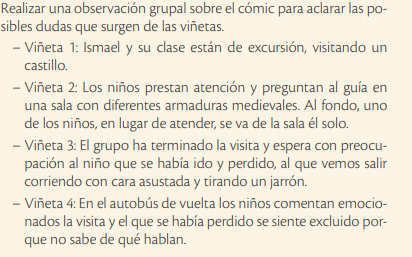 Realizar una observación grupal sobre el cómic para aclarar las po-
sibles dudas que surgen de las viñetas.
– Viñeta 1: Ismael y su clase están de excursión, visitando un
castillo.
– Viñeta 2: Los niños prestan atención y preguntan al guía en
una sala con diferentes armaduras medievales. Al fondo, uno
de los niños, en lugar de atender, se va de la sala él solo.
– Viñeta 3: El grupo ha terminado la visita y espera con preocu-
pación al niño que se había ido y perdido, al que vemos salir
corriendo con cara asustada y tirando un jarrón.
– Viñeta 4: En el autobús de vuelta los niños comentan emocio-
nados la visita y el que se había perdido se siente excluido por-
que no sabe de qué hablan.